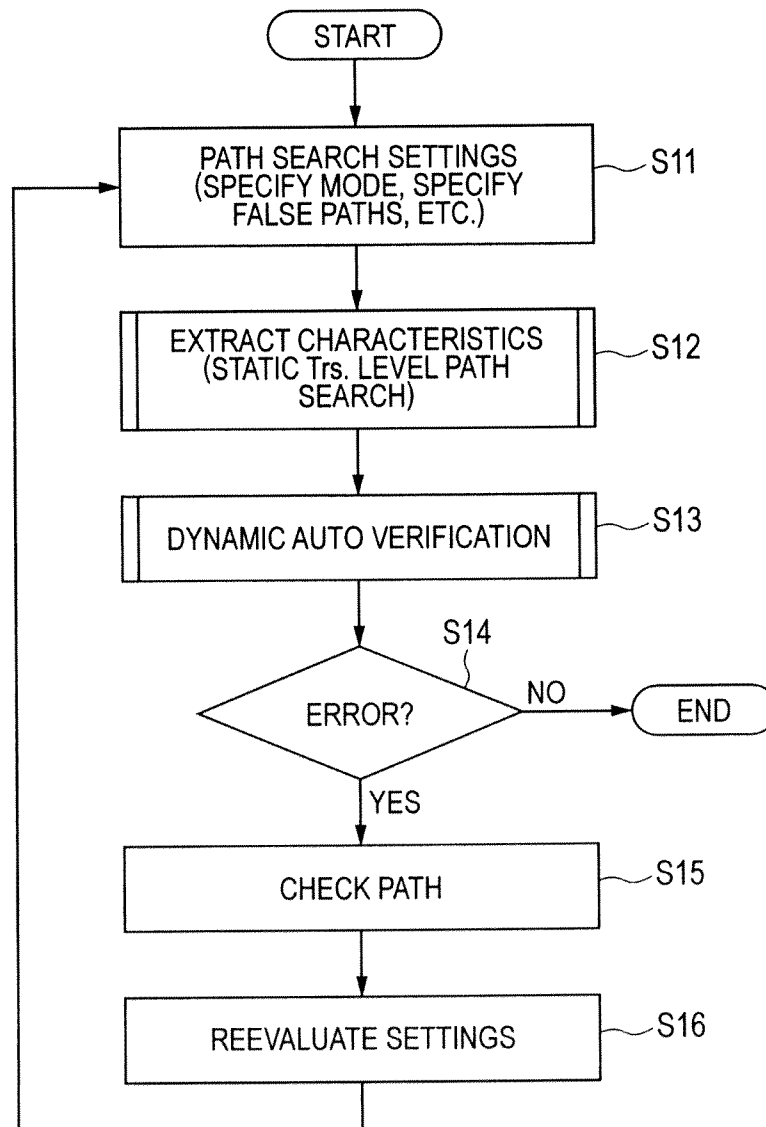 START
PATH SEARCH SETTINGS
(SPECIFY MODE, SPECIFY
FALSE PATHS, ETC.)
S11
EXTRACT CHARACTERISTICS
(STATIC Trs. LEVEL PATH
SEARCH)
S12
DYNAMIC AUTO VERIFICATION
S13
S14
ERROR?
NO
END
YES
CHECK PATH
S15
REEVALUATE SETTINGS
S16